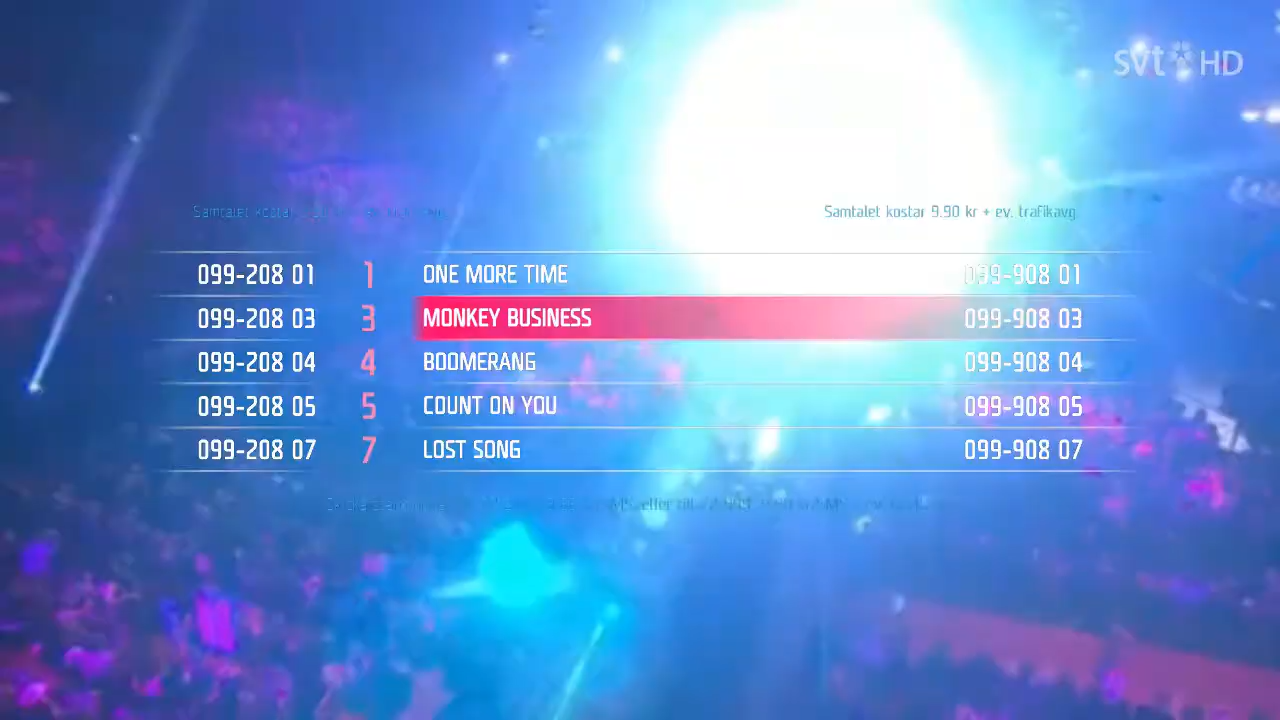 svt HD
Samtalet kostar
Samtalet kostar 9.90 kr + ev. trafikavg.
099-208 01 1 ONE MORE TIME 099-908 01
099-208 03 3 MONKEY BUSINESS 099-908 03
099-208 04 4 BOOMERANG 099-908 04
099-208 05 5 COUNT ON YOU 099-908 05
099-208 07 7 LOST SONG 099-908 07